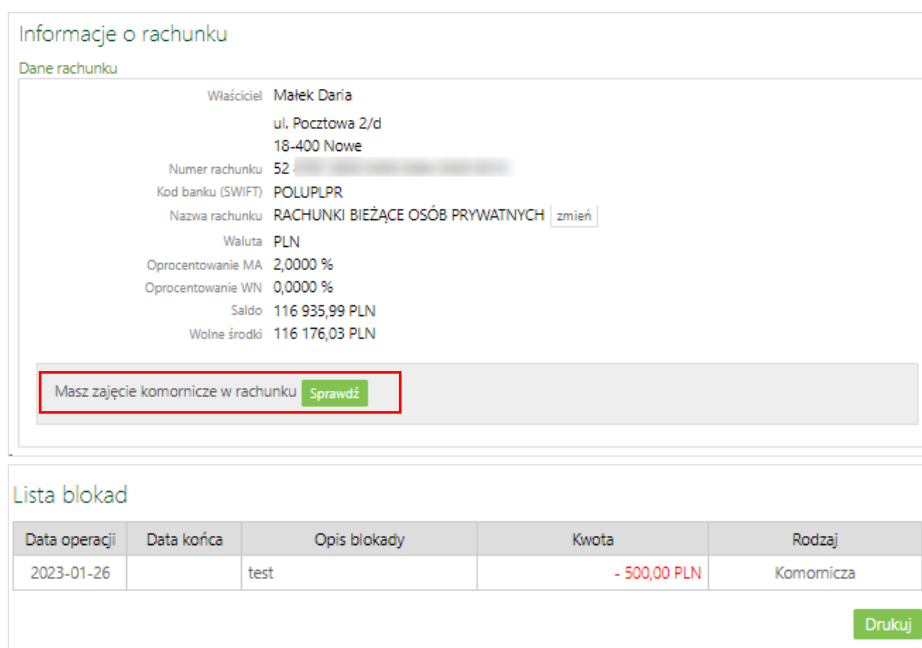 Informacje o rachunku
Dane rachunku
Właściciel Małek Daria
ul. Pocztowa 2/d
18-400 Nowe
Numer rachunku 52
Kod banku (SWIFT) POLUPLPR
Nazwa rachunku RACHUNKI BIEŻĄCE OSÓB PRYWATNYCH zmień
Waluta PLN
Oprocentowanie MA 2,0000 %
Oprocentowanie WN 0,0000 %
Saldo 116 935,99 PLN
Wolne środki 116 176,03 PLN
Masz zajęcie komornicze w rachunku Sprawdź
Lista blokad
Data operacji Data końca Opis blokady Kwota Rodzaj
2023-01-26 test - 500,00 PLN Komornicza
Drukuj